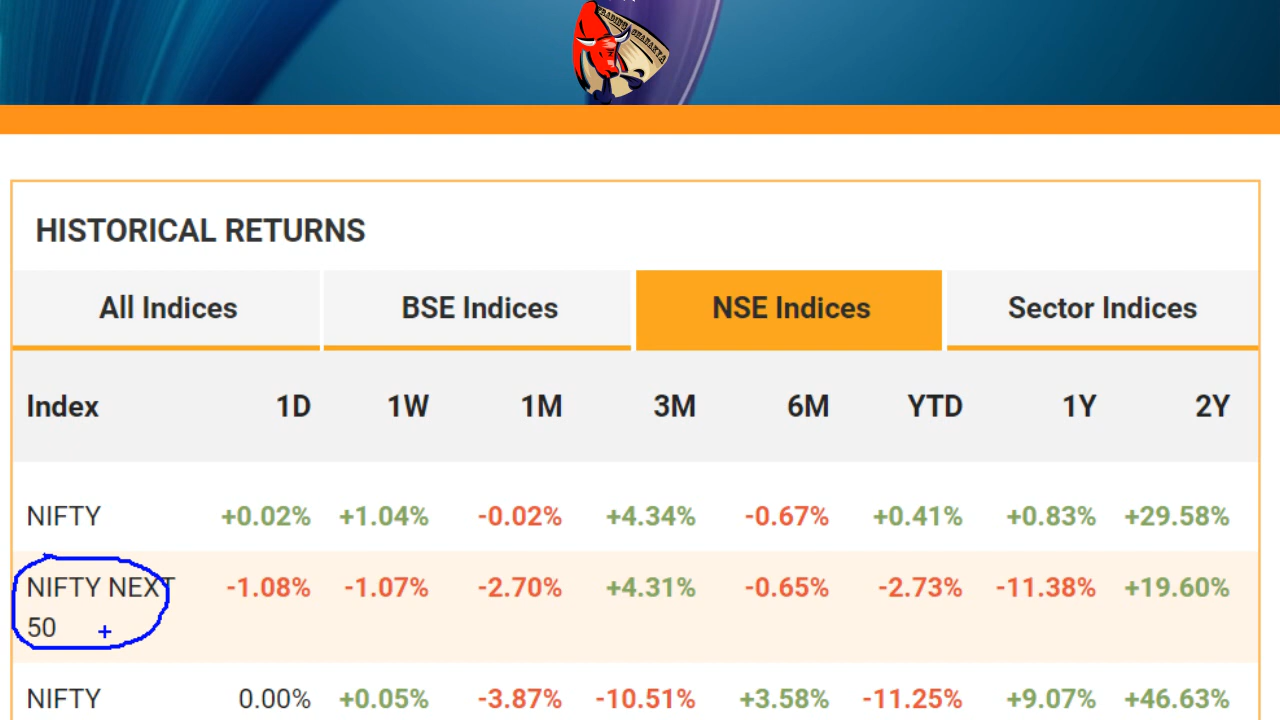 TRADING CHANAKYA
HISTORICAL RETURNS
All Indices BSE Indices NSE Indices Sector Indices
Index 1D 1W 1M 3M 6M YTD 1Y 2Y
NIFTY +0.02% +1.04% -0.02% +4.34% -0.67% +0.41% +0.83% +29.58%
NIFTY NEXT -1.08% -1.07% -2.70% +4.31% -0.65% -2.73% -11.38% +19.60%
50
NIFTY 0.00% +0.05% -3.87% -10.51% +3.58% -11.25% +9.07% +46.63%